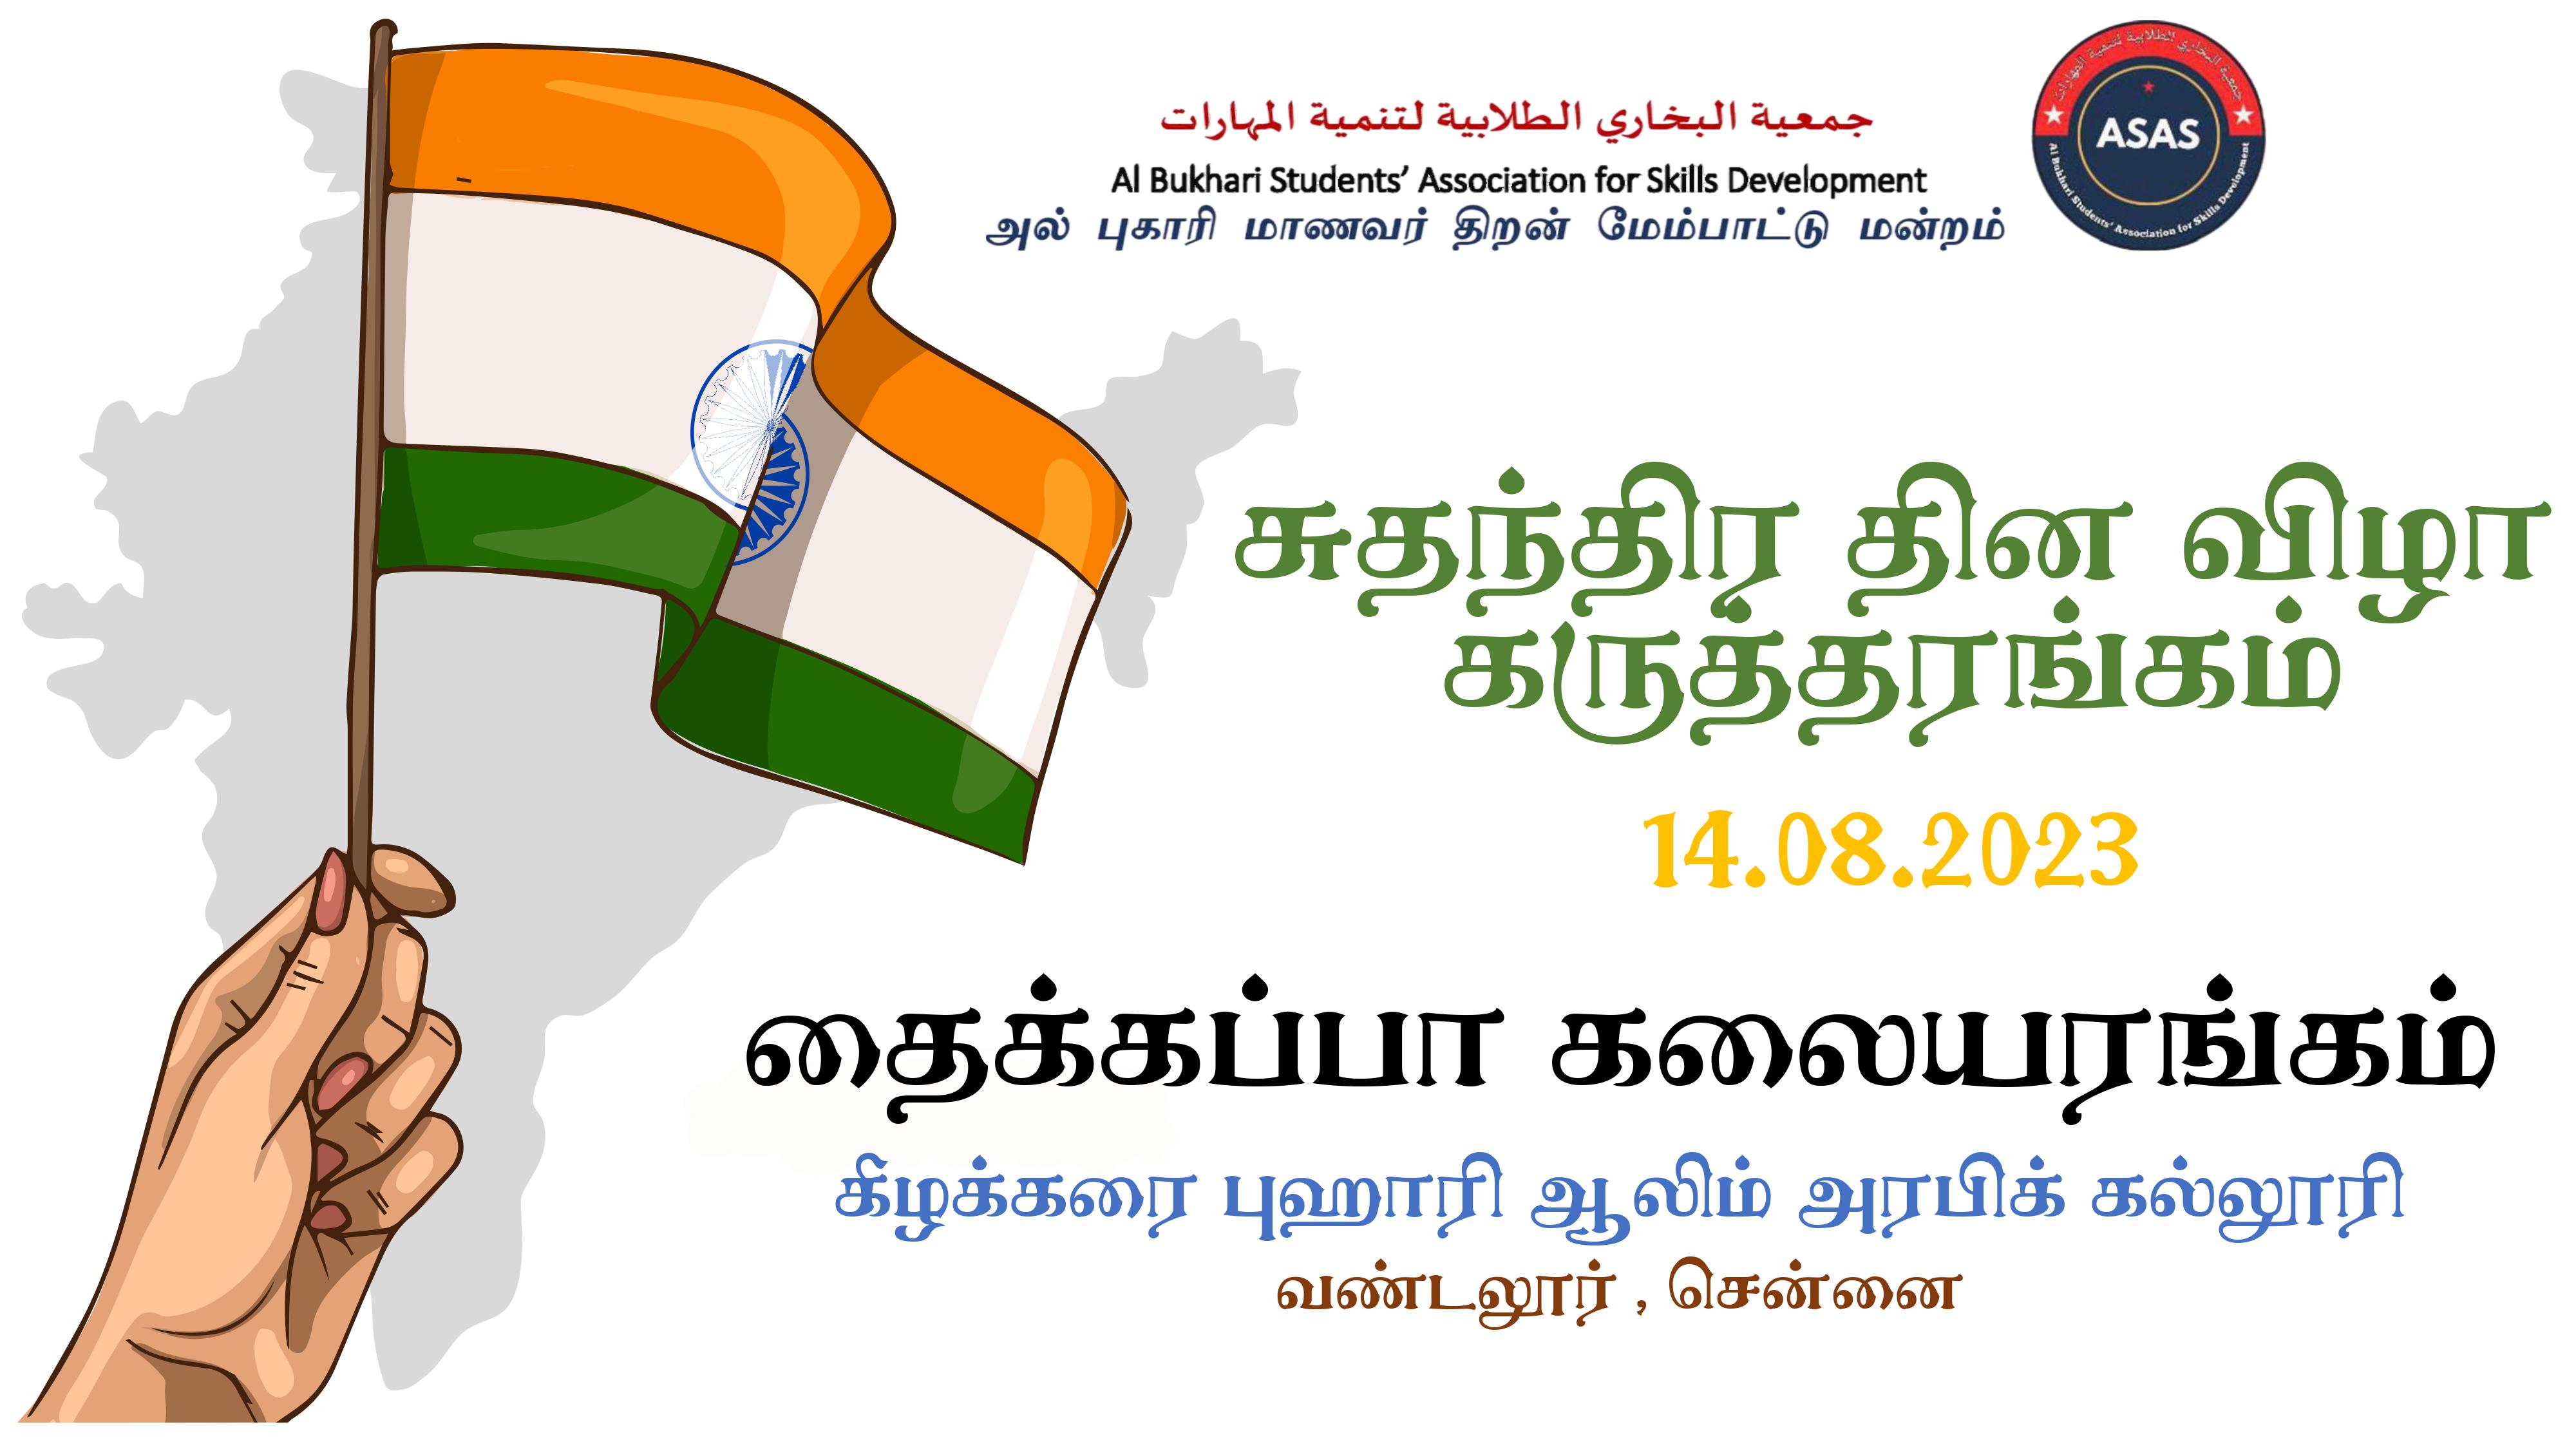 جمعية البخاري الطلابية لتنمية المهارات
Al Bukhari Students' Association for Skills Development
அல் புகாரி மாணவர் திறன் மேம்பாட்டு மன்றம்
جمعية البخاري الطلابية لتنمية المهارات
ASAS
Al Bukhari Students' Association for Skills Development
சுதந்திர தின விழா
கருத்தரங்கம்
14.08.2023
தைக்கப்பா கலையரங்கம்
கீழக்கரை புஹாரி ஆலிம் அரபிக் கல்லூரி
வண்டலூர் , சென்னை